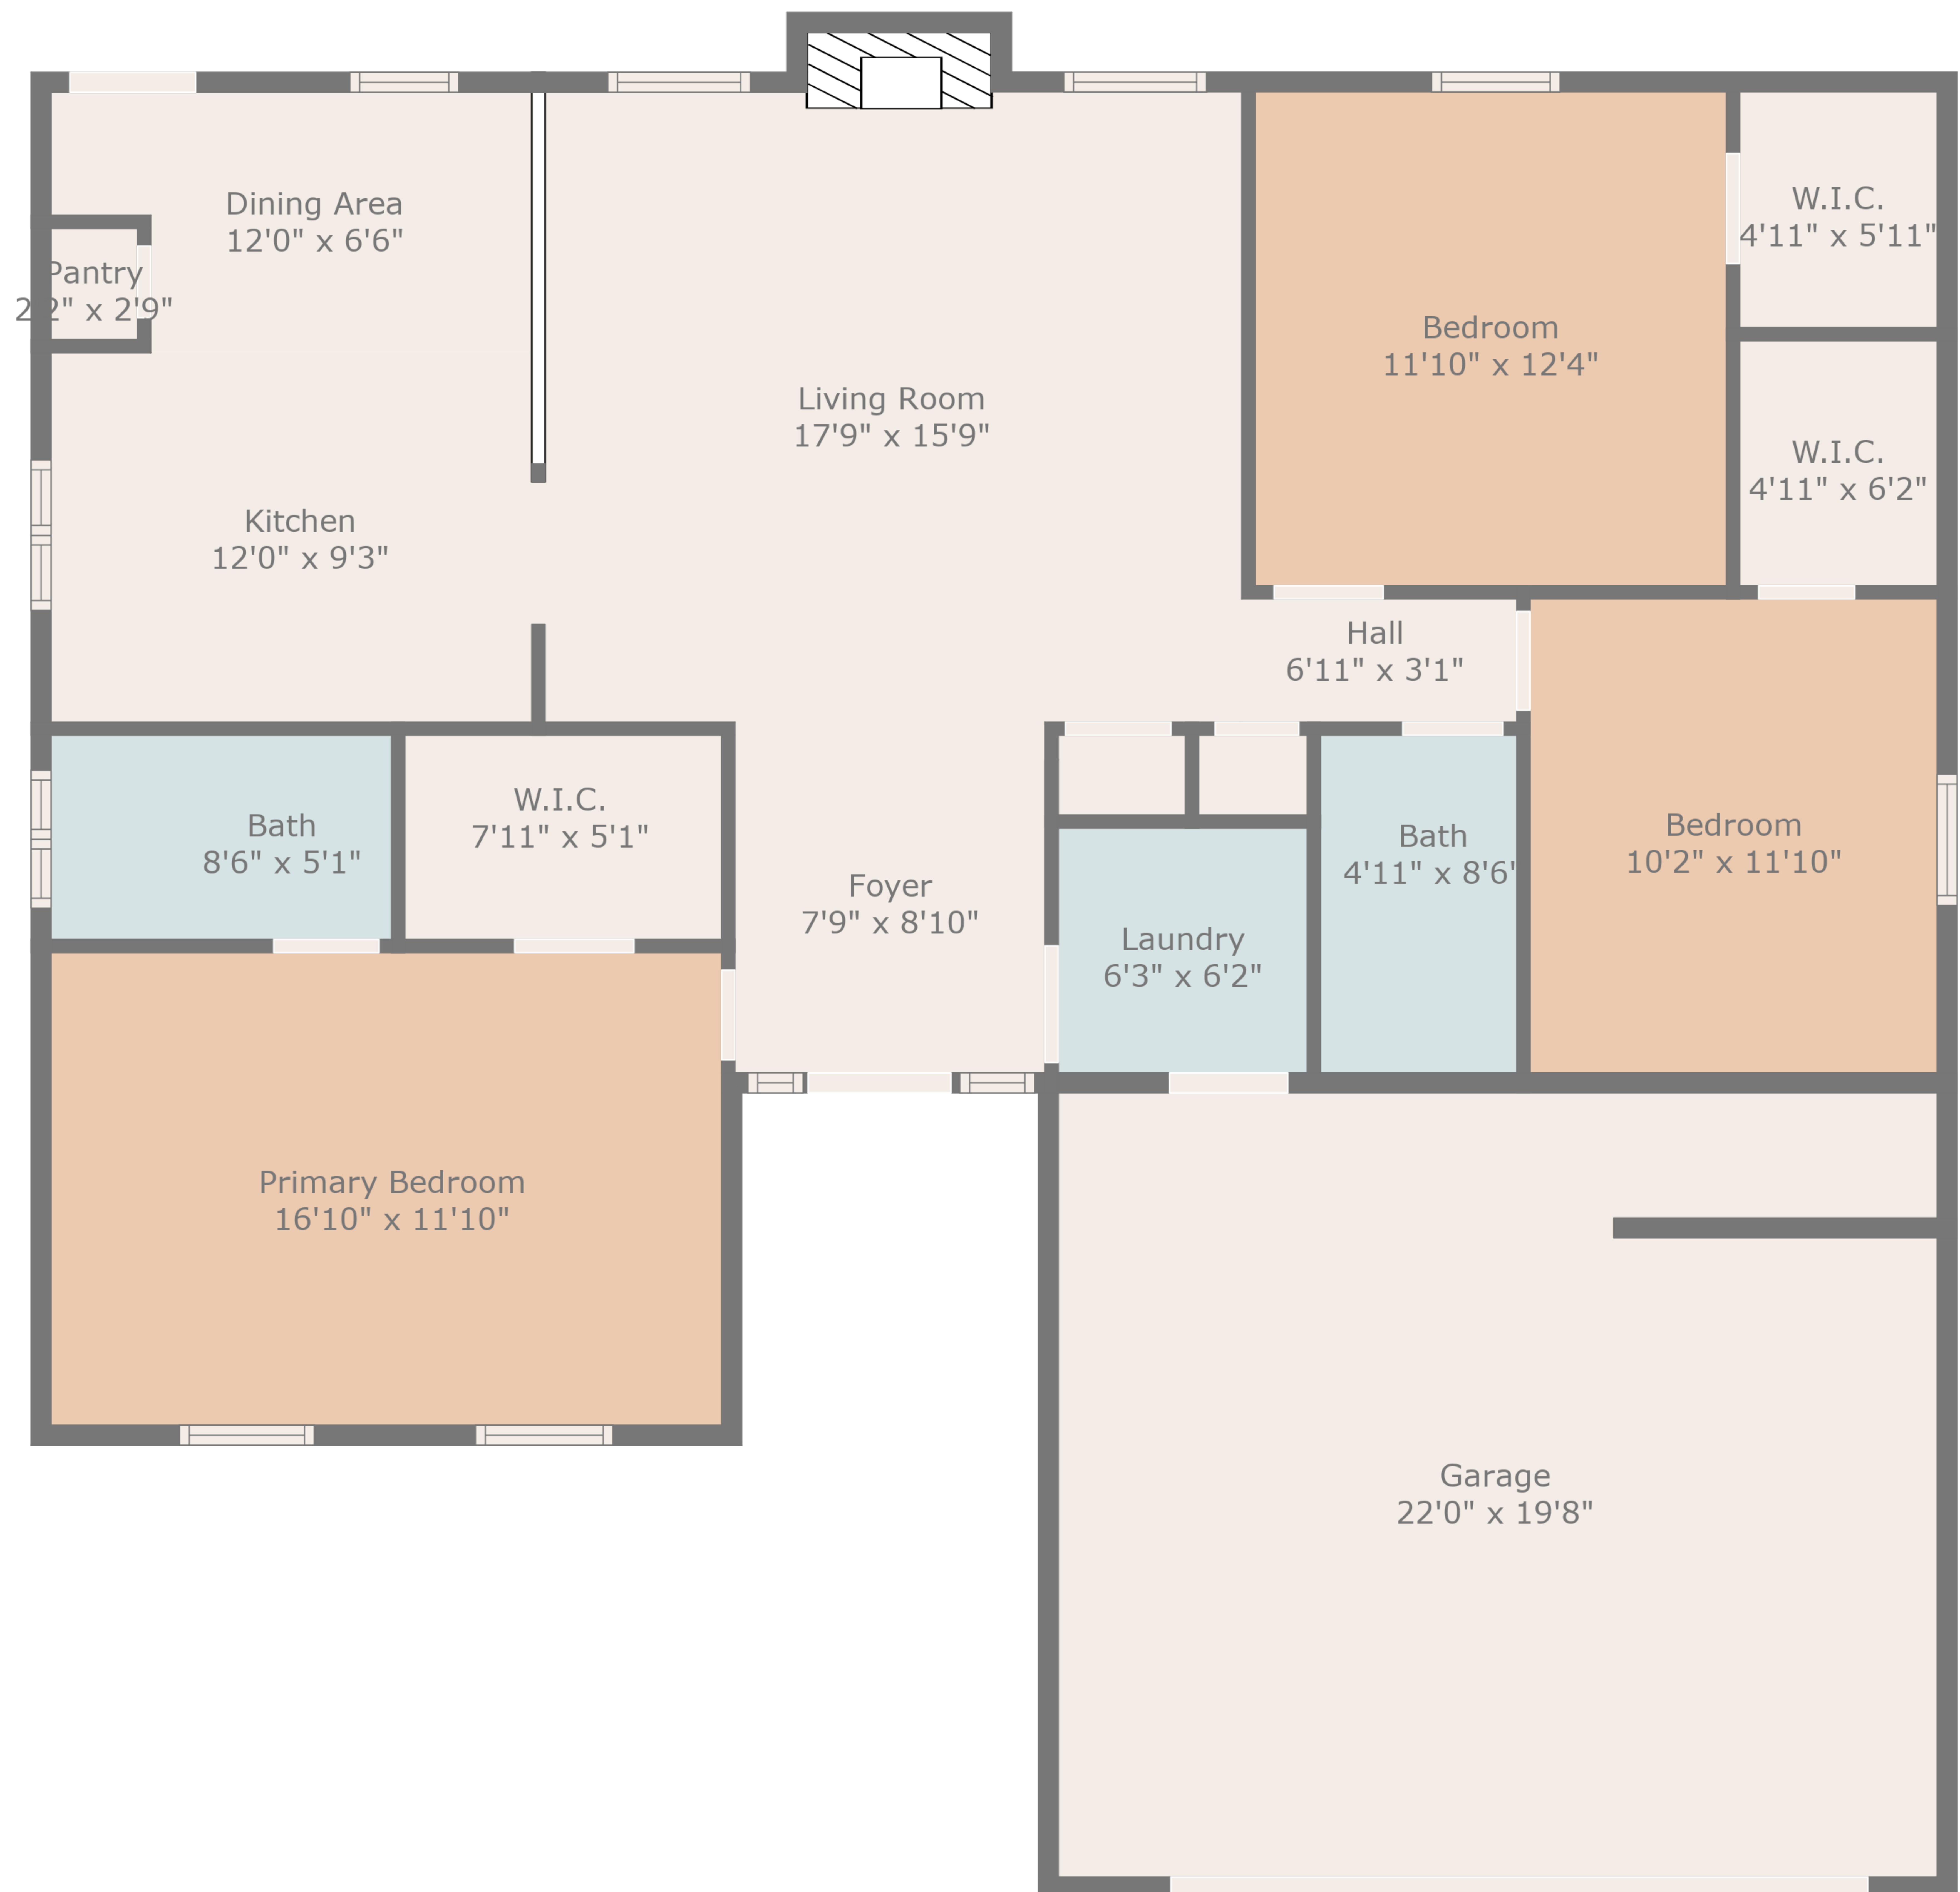 Dining Area
12'0" x 6'6"
Pantry
2'2" x 2'9"
Kitchen
12'0" x 9'3"
Living Room
17'9" x 15'9"
Bedroom
11'10" x 12'4"
W.I.C.
4'11" x 5'11"
W.I.C.
4'11" x 6'2"
Hall
6'11" x 3'1"
Bath
8'6" x 5'1"
W.I.C.
7'11" x 5'1"
Foyer
7'9" x 8'10"
Laundry
6'3" x 6'2"
Bath
4'11" x 8'6'
Bedroom
10'2" x 11'10"
Primary Bedroom
16'10" x 11'10"
Garage
22'0" x 19'8"